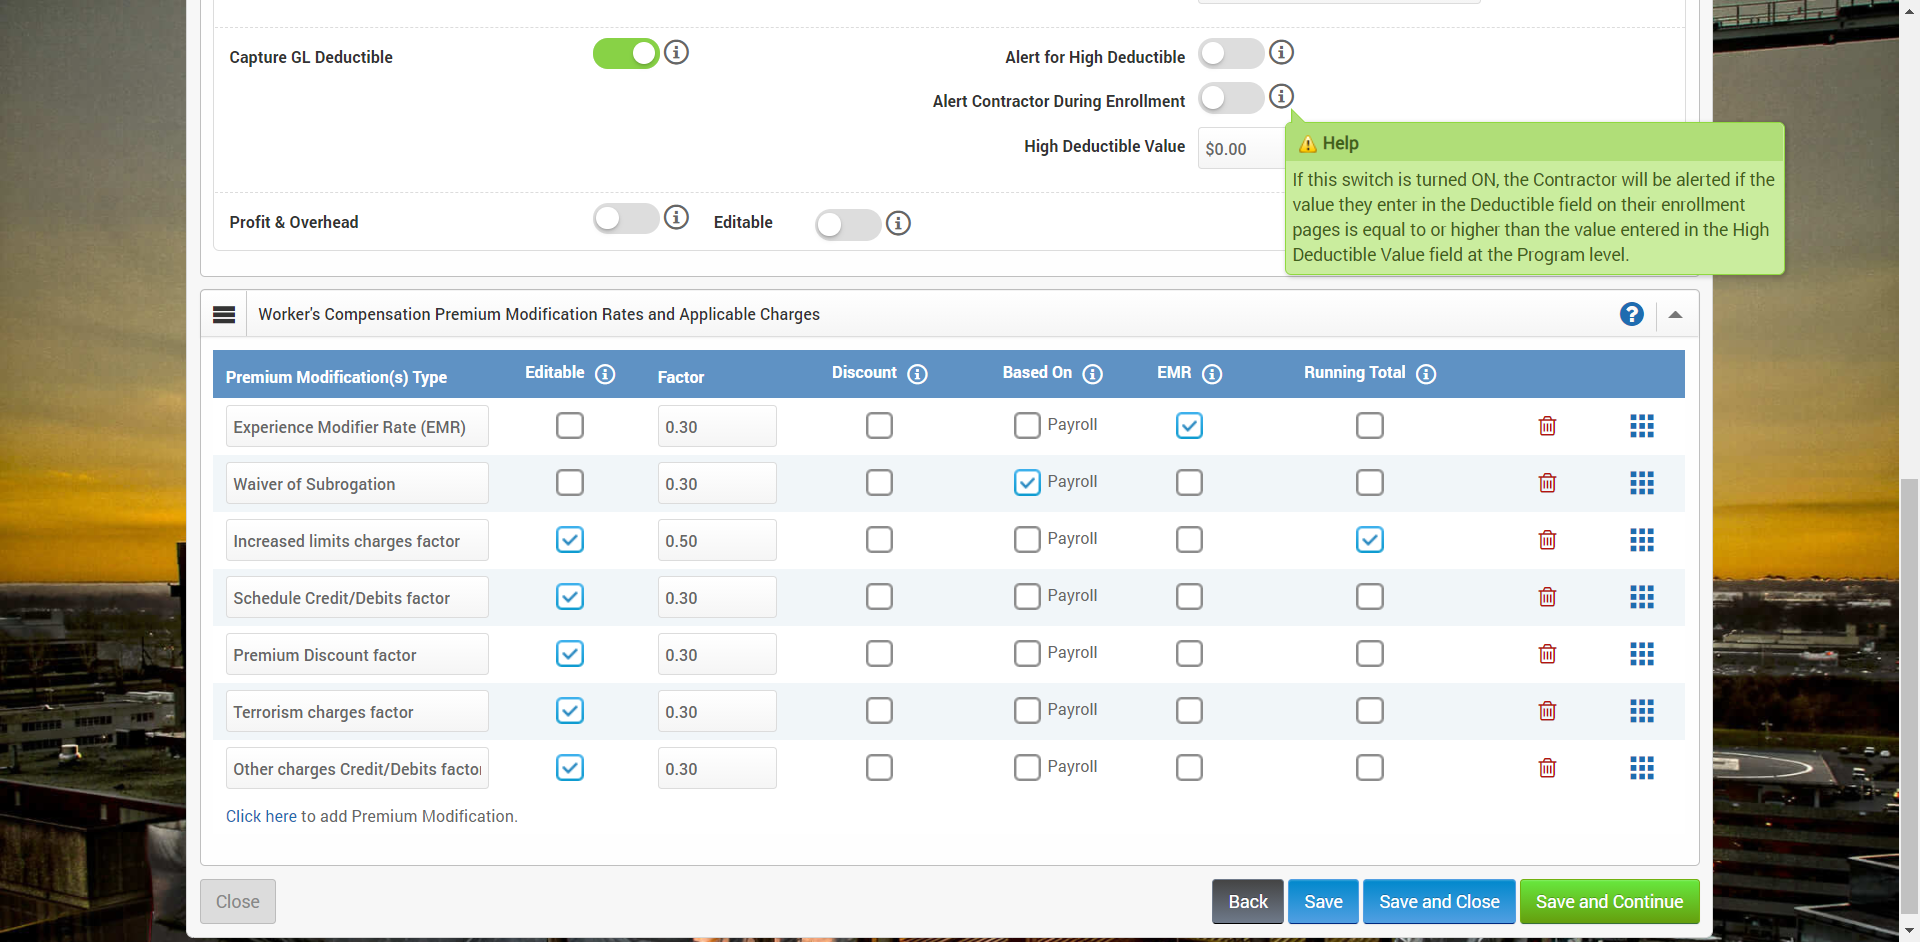 Capture GL Deductible
Alert for High Deductible
Alert Contractor During Enrollment
High Deductible Value
$0.00
Help
If this switch is turned ON, the Contractor will be alerted if the
value they enter in the Deductible field on their enrollment
pages is equal to or higher than the value entered in the High
Deductible Value field at the Program level.
Profit & Overhead
Editable
Worker's Compensation Premium Modification Rates and Applicable Charges
Premium Modification(s) Type Editable Factor Discount Based On EMR Running Total
Experience Modifier Rate (EMR) 0.30 Payroll
Waiver of Subrogation 0.30 Payroll
Increased limits charges factor 0.50 Payroll
Schedule Credit/Debits factor 0.30 Payroll
Premium Discount factor 0.30 Payroll
Terrorism charges factor 0.30 Payroll
Other charges Credit/Debits factor 0.30 Payroll
Click here to add Premium Modification.
Close Back Save Save and Close Save and Continue